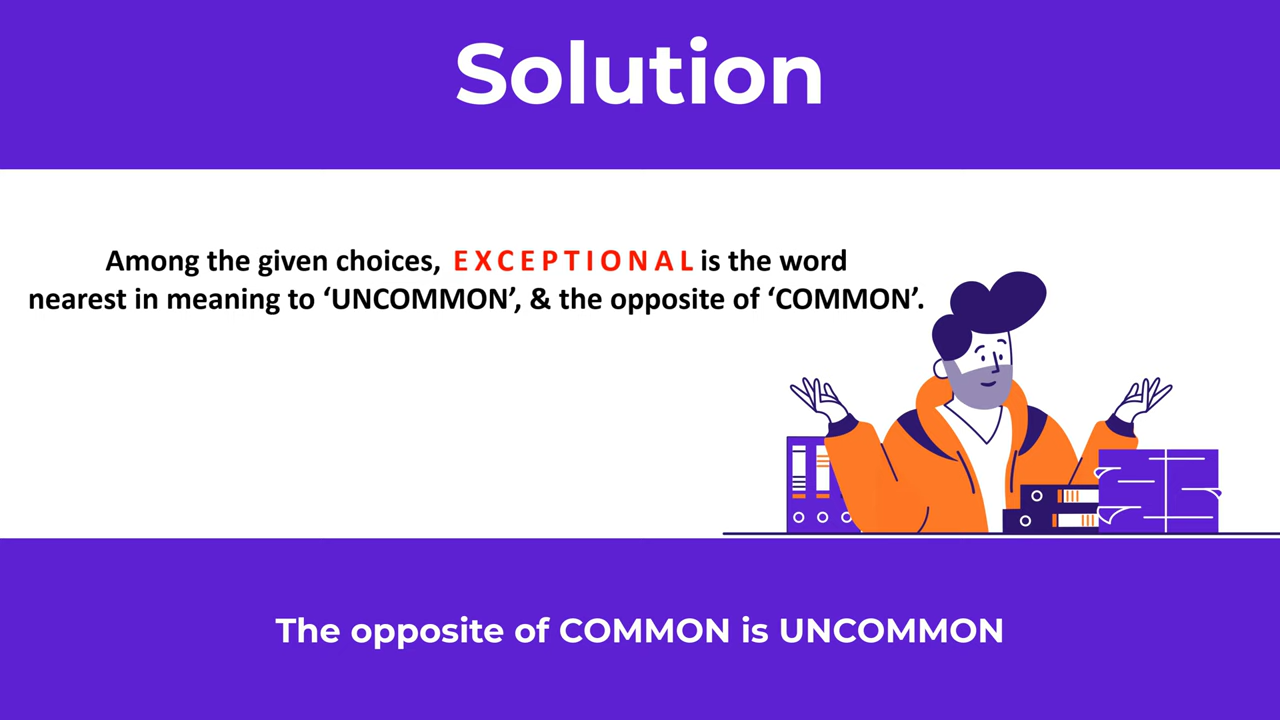 Solution
Among the given choices, EXCEPTIONAL is the word
nearest in meaning to ‘UNCOMMON’, & the opposite of ‘COMMON’.
The opposite of COMMON is UNCOMMON